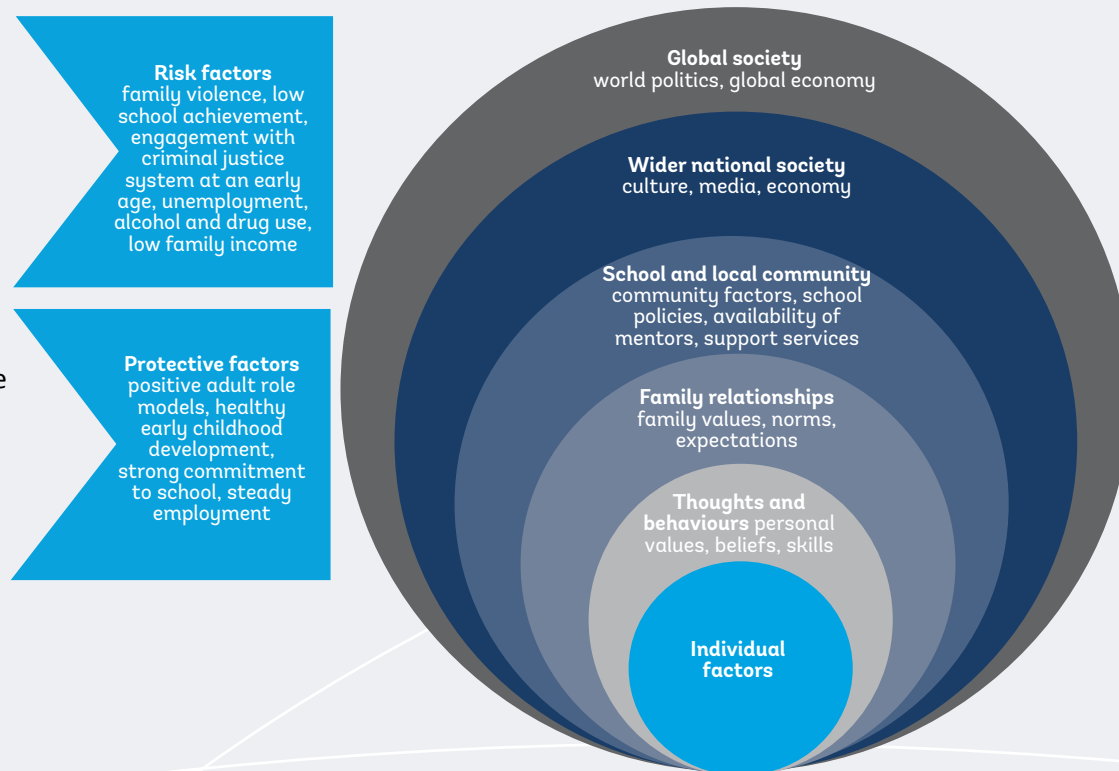 Risk factors
family violence, low
school achievement,
engagement with
criminal justice
system at an early
age, unemployment,
alcohol and drug use,
low family income
Protective factors
positive adult role
models, healthy
early childhood
development,
strong commitment
to school, steady
employment
e
Global society
world politics, global economy
Wider national society
culture, media, economy
School and local community
community factors, school
policies, availability of
mentors, support services
Family relationships
family values, norms,
expectations
Thoughts and
behaviours personal
values, beliefs, skills
Individual
factors